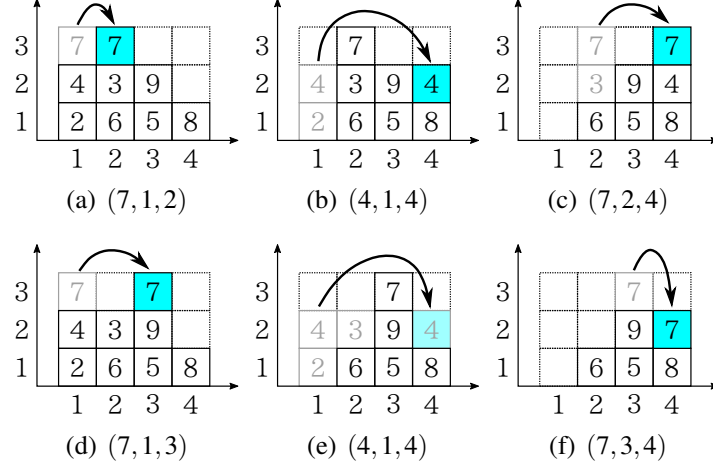 3 7 7 3 7 3 7 7
2 4 3 9 2 4 3 9 4 2 3 9 4
1 2 6 5 8 1 2 6 5 8 1 6 5 8
1 2 3 4 1 2 3 4 1 2 3 4
(a) (7,1,2) (b) (4,1,4) (c) (7,2,4)
3 7 7 3 7 3 7
2 4 3 9 2 4 3 9 4 2 9 7
1 2 6 5 8 1 2 6 5 8 1 6 5 8
1 2 3 4 1 2 3 4 1 2 3 4
(d) (7,1,3) (e) (4,1,4) (f) (7,3,4)